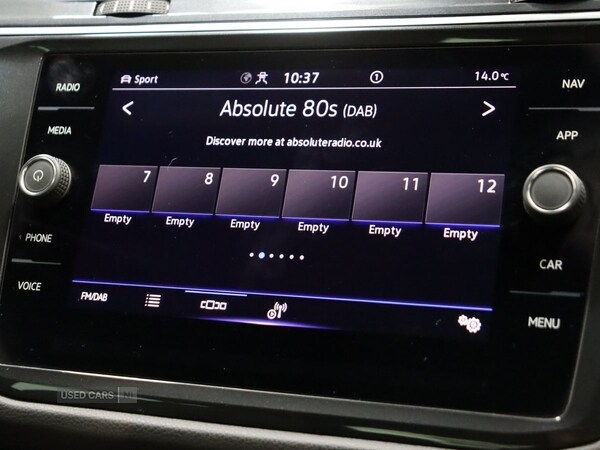 RADIO
MEDIA
PHONE
VOICE
Sport
10:37
1
14.0°C
Absolute 80s (DAB)
Discover more at absoluteradio.co.uk
7 8 9 10 11 12
Empty Empty Empty Empty Empty Empty
FM/DAB
NAV
APP
CAR
MENU
USED CARS NI